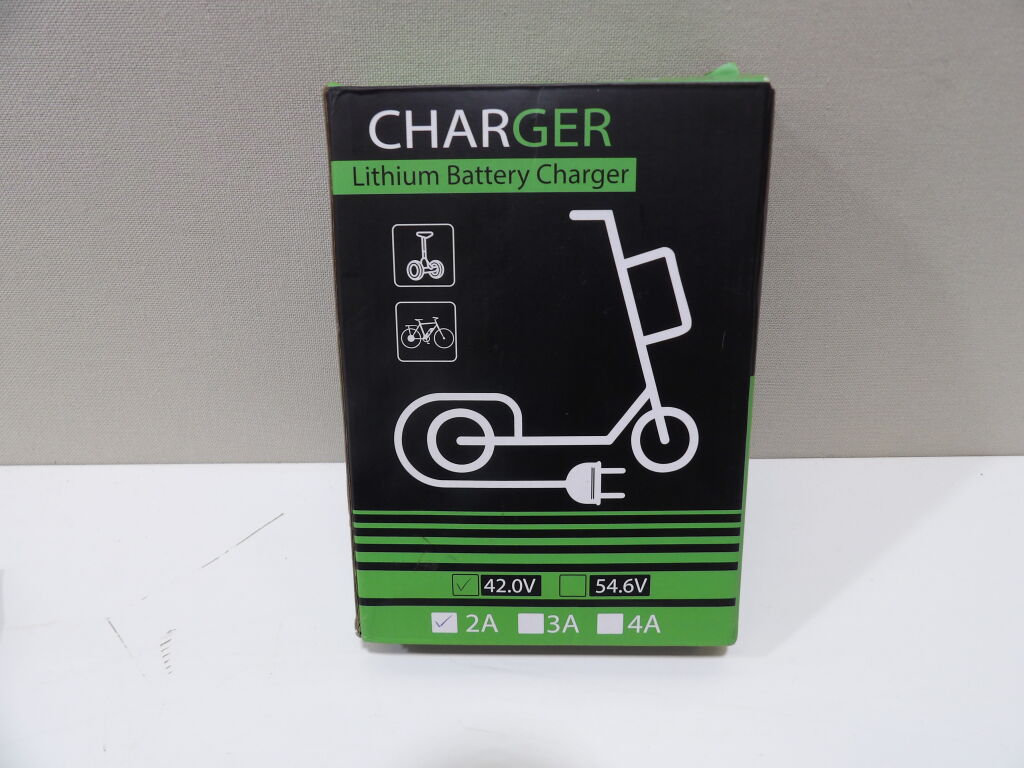 CHARGER
Lithium Battery Charger
42.0V 54.6V
2A 3A 4A